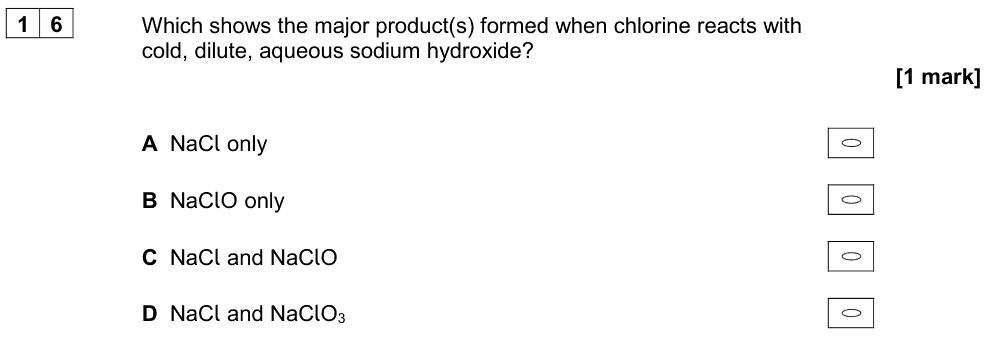 1 6 Which shows the major product(s) formed when chlorine reacts with
cold, dilute, aqueous sodium hydroxide?
[1 mark]
A NaCl only
B NaClO only
C NaCl and NaClO
D NaCl and NaClO₃